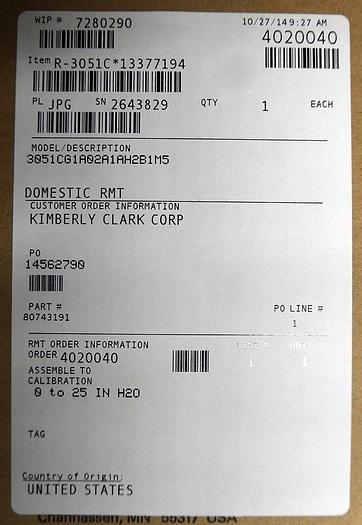 WIP # 7280290 10/27/14 9:27 AM
4020040
Item R-3051C*13377194
PL JPG SN 2643829 QTY 1 EACH
MODEL/DESCRIPTION
3051CG1A02A1AH2B1M5
DOMESTIC RMT
CUSTOMER ORDER INFORMATION
KIMBERLY CLARK CORP
PO
14562790
PART # PO LINE #
80743191 1
RMT ORDER INFORMATION LINE # UNIT #
ORDER 4020040 1 1
ASSEMBLE TO
CALIBRATION
0 to 25 IN H2O
TAG
Country of Origin:
UNITED STATES
Chanhassen, MN 55317 USA